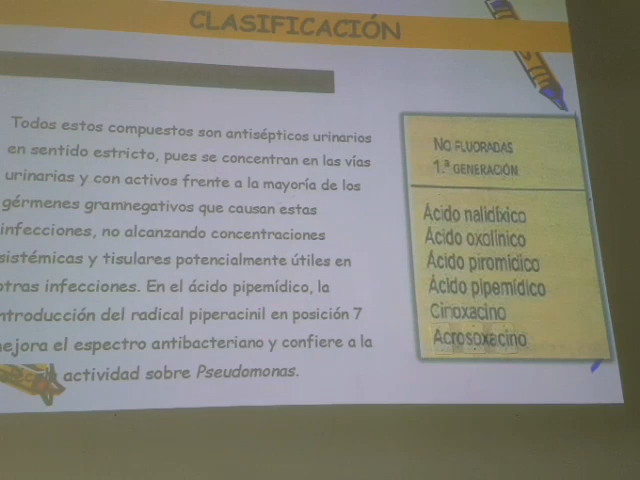 CLASIFICACIÓN
Todos estos compuestos son antisépticos urinarios
en sentido estricto, pues se concentran en las vías
urinarias y con activos frente a la mayoría de los
gérmenes gramnegativos que causan estas
infecciones, no alcanzando concentraciones
sistémicas y tisulares potencialmente útiles en
otras infecciones. En el ácido pipemídico, la
ntroducción del radical piperacinil en posición 7
mejora el espectro antibacteriano y confiere a la
actividad sobre Pseudomonas.
NO FLUORADAS
1.ª GENERACIÓN
Ácido nalidíxico
Ácido oxolínico
Ácido piromídico
Ácido pipemídico
Cinoxacino
Acrosoxacino